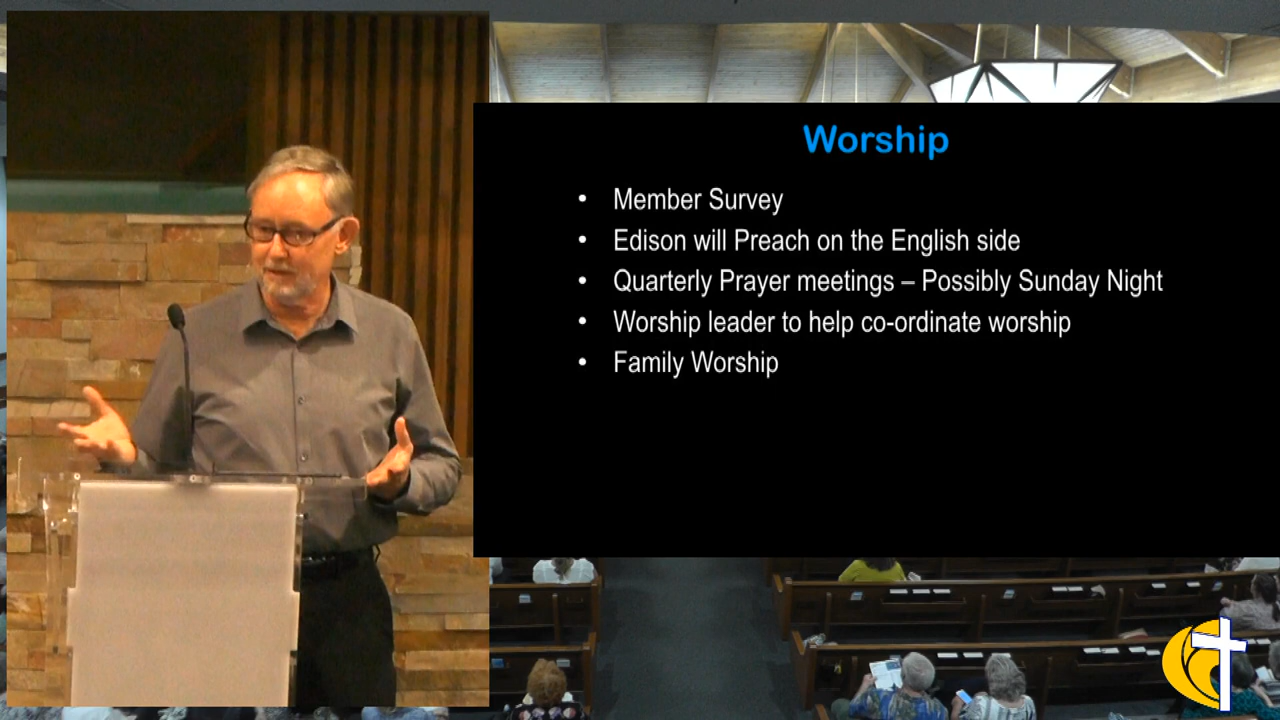 Worship
• Member Survey
• Edison will Preach on the English side
• Quarterly Prayer meetings – Possibly Sunday Night
• Worship leader to help co-ordinate worship
• Family Worship